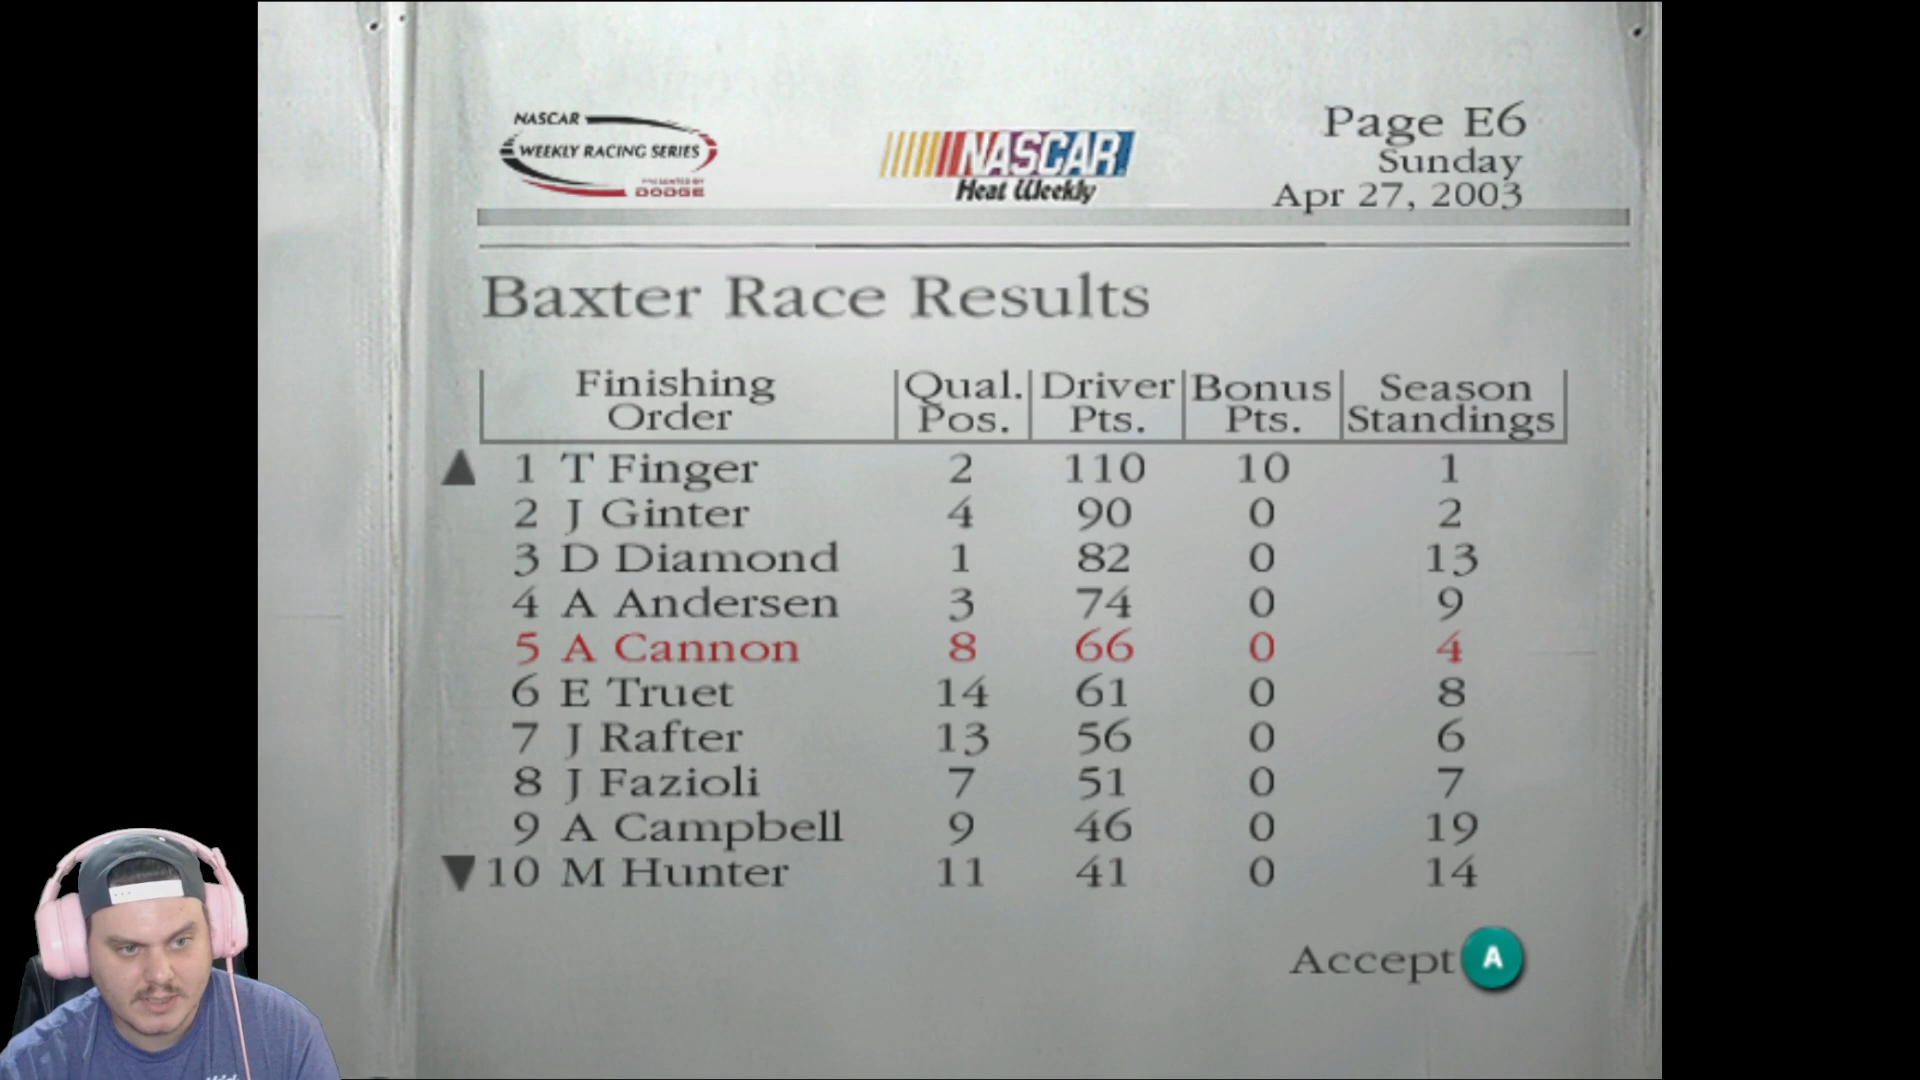 NASCAR
WEEKLY RACING SERIES
PRESENTED BY
DODGE
NASCAR
Heat Weekly
Page E6
Sunday
Apr 27, 2003
Baxter Race Results
Finishing Order Qual. Pos. Driver Pts. Bonus Pts. Season Standings
▲ 1 T Finger 2 110 10 1
2 J Ginter 4 90 0 2
3 D Diamond 1 82 0 13
4 A Andersen 3 74 0 9
5 A Cannon 8 66 0 4
6 E Truet 14 61 0 8
7 J Rafter 13 56 0 6
8 J Fazioli 7 51 0 7
9 A Campbell 9 46 0 19
▼ 10 M Hunter 11 41 0 14
Accept A